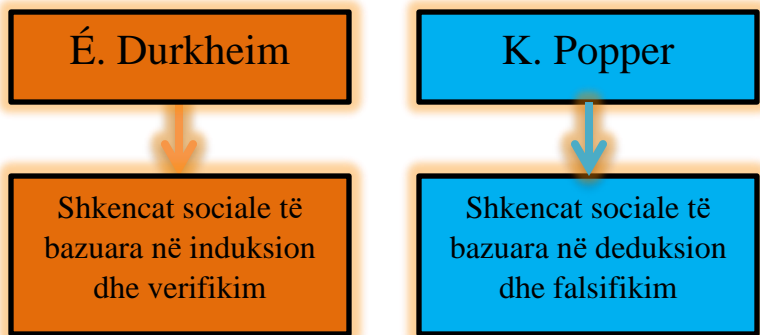 É. Durkheim
Shkencat sociale të
bazuara në induksion
dhe verifikim
K. Popper
Shkencat sociale të
bazuara në deduksion
dhe falsifikim